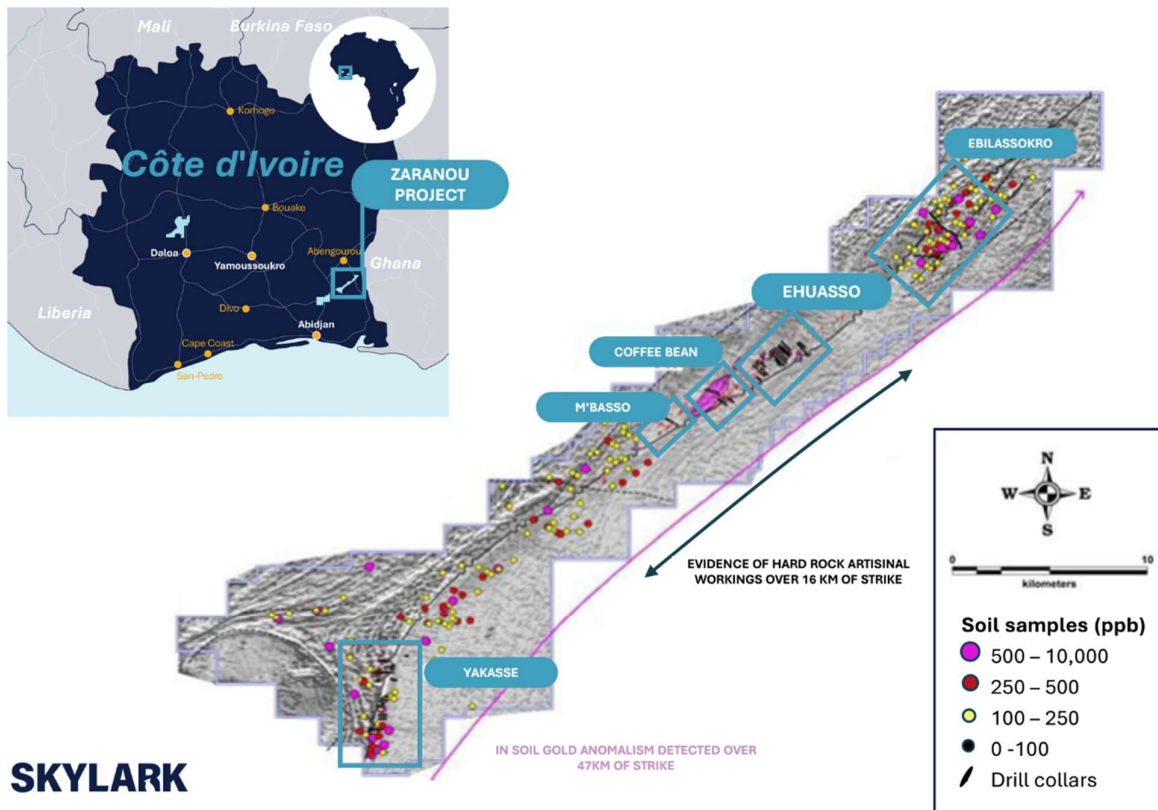 Mali
Burkina Faso
Korhogo
Côte d'Ivoire
ZARANOU
PROJECT
Bouake
Daloa
Yamoussoukro
Abengourou
Ghana
Liberia
Divo
Abidjan
Cape Coast
San-Pedro
EBILASSOKRO
EHUASSO
COFFEE BEAN
M'BASSO
YAKASSE
EVIDENCE OF HARD ROCK ARTISINAL
WORKINGS OVER 16 KM OF STRIKE
IN SOIL GOLD ANOMALISM DETECTED OVER
47KM OF STRIKE
N
W
E
S
0
10
kilometers
Soil samples (ppb)
500 – 10,000
250 – 500
100 – 250
0 -100
Drill collars
SKYLARK